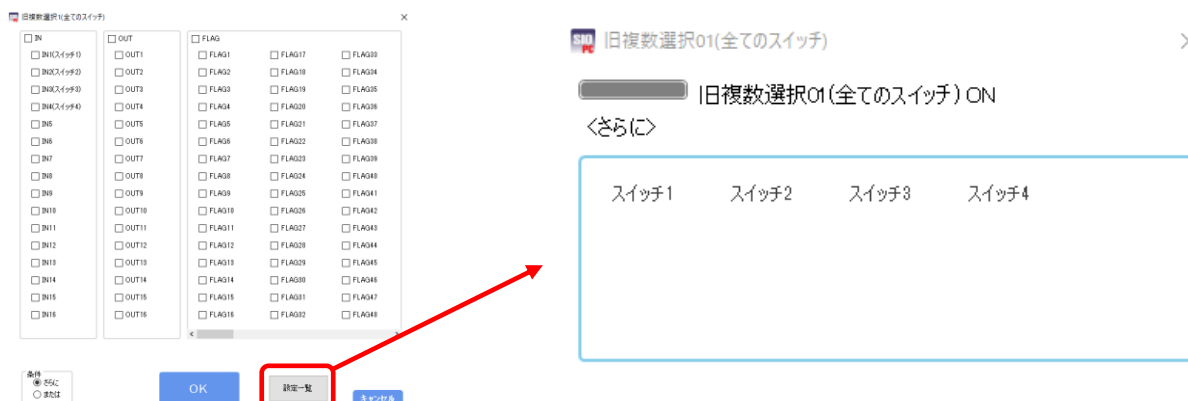 旧複数選択1(全てのスイッチ)
IN OUT FLAG
IN1(スイッチ1) OUT1 FLAG1 FLAG17 FLAG33
IN2(スイッチ2) OUT2 FLAG2 FLAG18 FLAG34
IN3(スイッチ3) OUT3 FLAG3 FLAG19 FLAG35
IN4(スイッチ4) OUT4 FLAG4 FLAG20 FLAG36
IN5 OUT5 FLAG5 FLAG21 FLAG37
IN6 OUT6 FLAG6 FLAG22 FLAG38
IN7 OUT7 FLAG7 FLAG23 FLAG39
IN8 OUT8 FLAG8 FLAG24 FLAG40
IN9 OUT9 FLAG9 FLAG25 FLAG41
IN10 OUT10 FLAG10 FLAG26 FLAG42
IN11 OUT11 FLAG11 FLAG27 FLAG43
IN12 OUT12 FLAG12 FLAG28 FLAG44
IN13 OUT13 FLAG13 FLAG29 FLAG45
IN14 OUT14 FLAG14 FLAG30 FLAG46
IN15 OUT15 FLAG15 FLAG31 FLAG47
IN16 OUT16 FLAG16 FLAG32 FLAG48
条件
さらに
または
OK
設定一覧
キャンセル
SIO PC 旧複数選択01(全てのスイッチ)
旧複数選択01(全てのスイッチ) ON
<さらに>
スイッチ1 スイッチ2 スイッチ3 スイッチ4